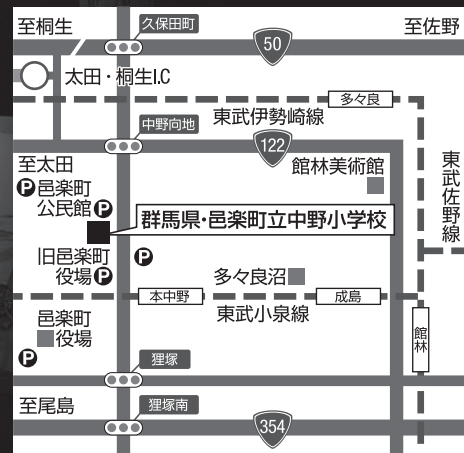 至桐生
久保田町
50
至佐野
太田・桐生I.C
多々良
東武伊勢崎線
中野向地
122
至太田
館林美術館
東武佐野線
P邑楽町
公民館P
群馬県・邑楽町立中野小学校
旧邑楽町
役場P
P
多々良沼
本中野
成島
東武小泉線
邑楽町
役場
館林
P
狸塚
至尾島
狸塚南
354